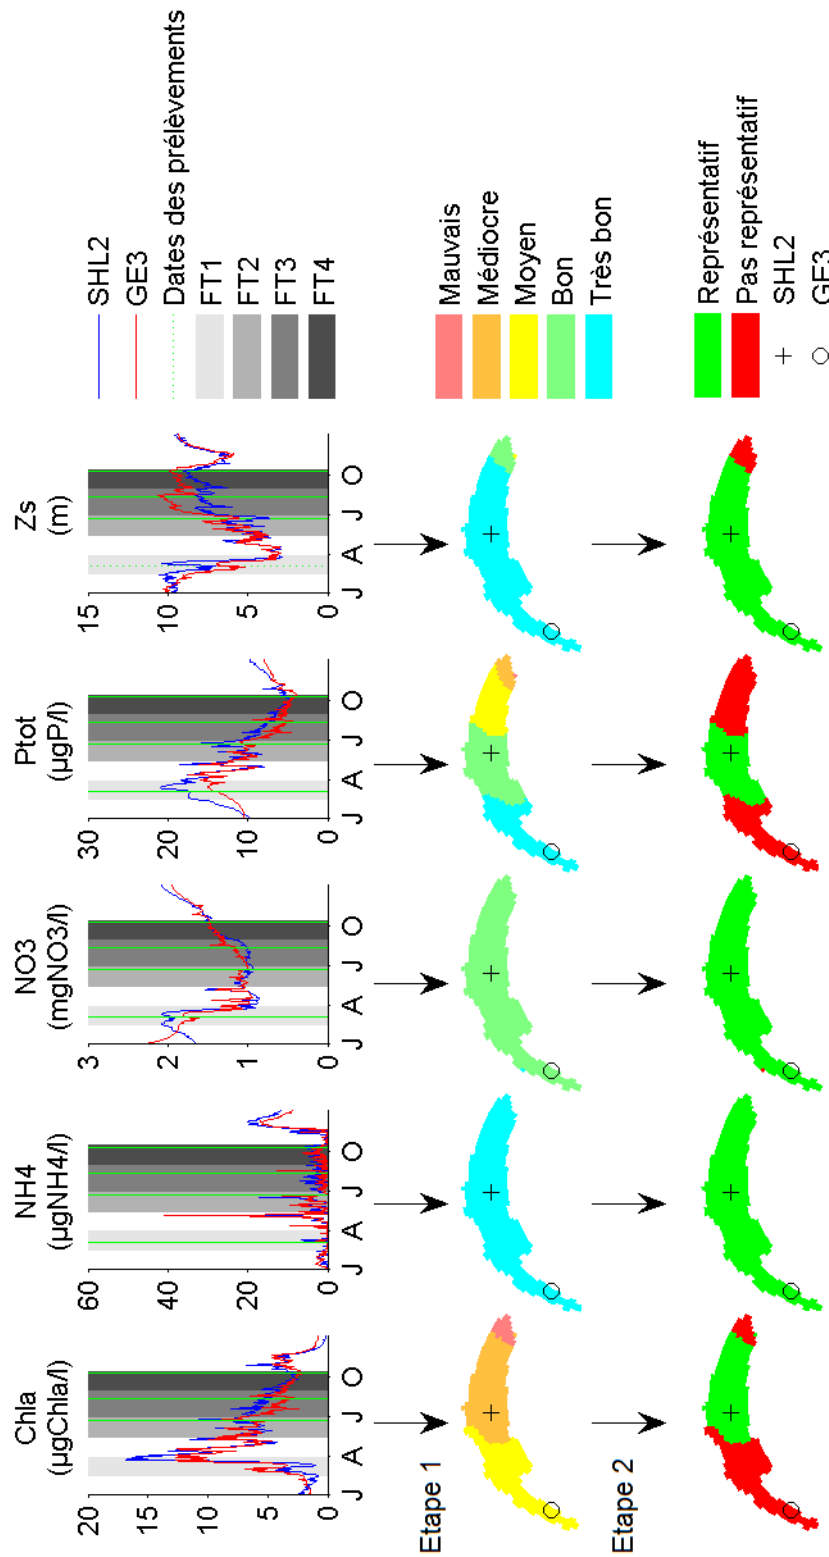 Chla
(µgChla/l)
20
15
10
5
0
J
A
J
O
NH4
(µgNH4/l)
60
40
20
0
J
A
J
O
NO3
(mgNO3/l)
3
2
1
0
J
A
J
O
Ptot
(µgP/l)
30
20
10
0
J
A
J
O
Zs
(m)
15
10
5
0
J
A
J
O
SHL2
GE3
Dates des prélèvements
FT1
FT2
FT3
FT4
Etape 1
Mauvais
Médiocre
Moyen
Bon
Très bon
Etape 2
Représentatif
Pas représentatif
SHL2
GE3